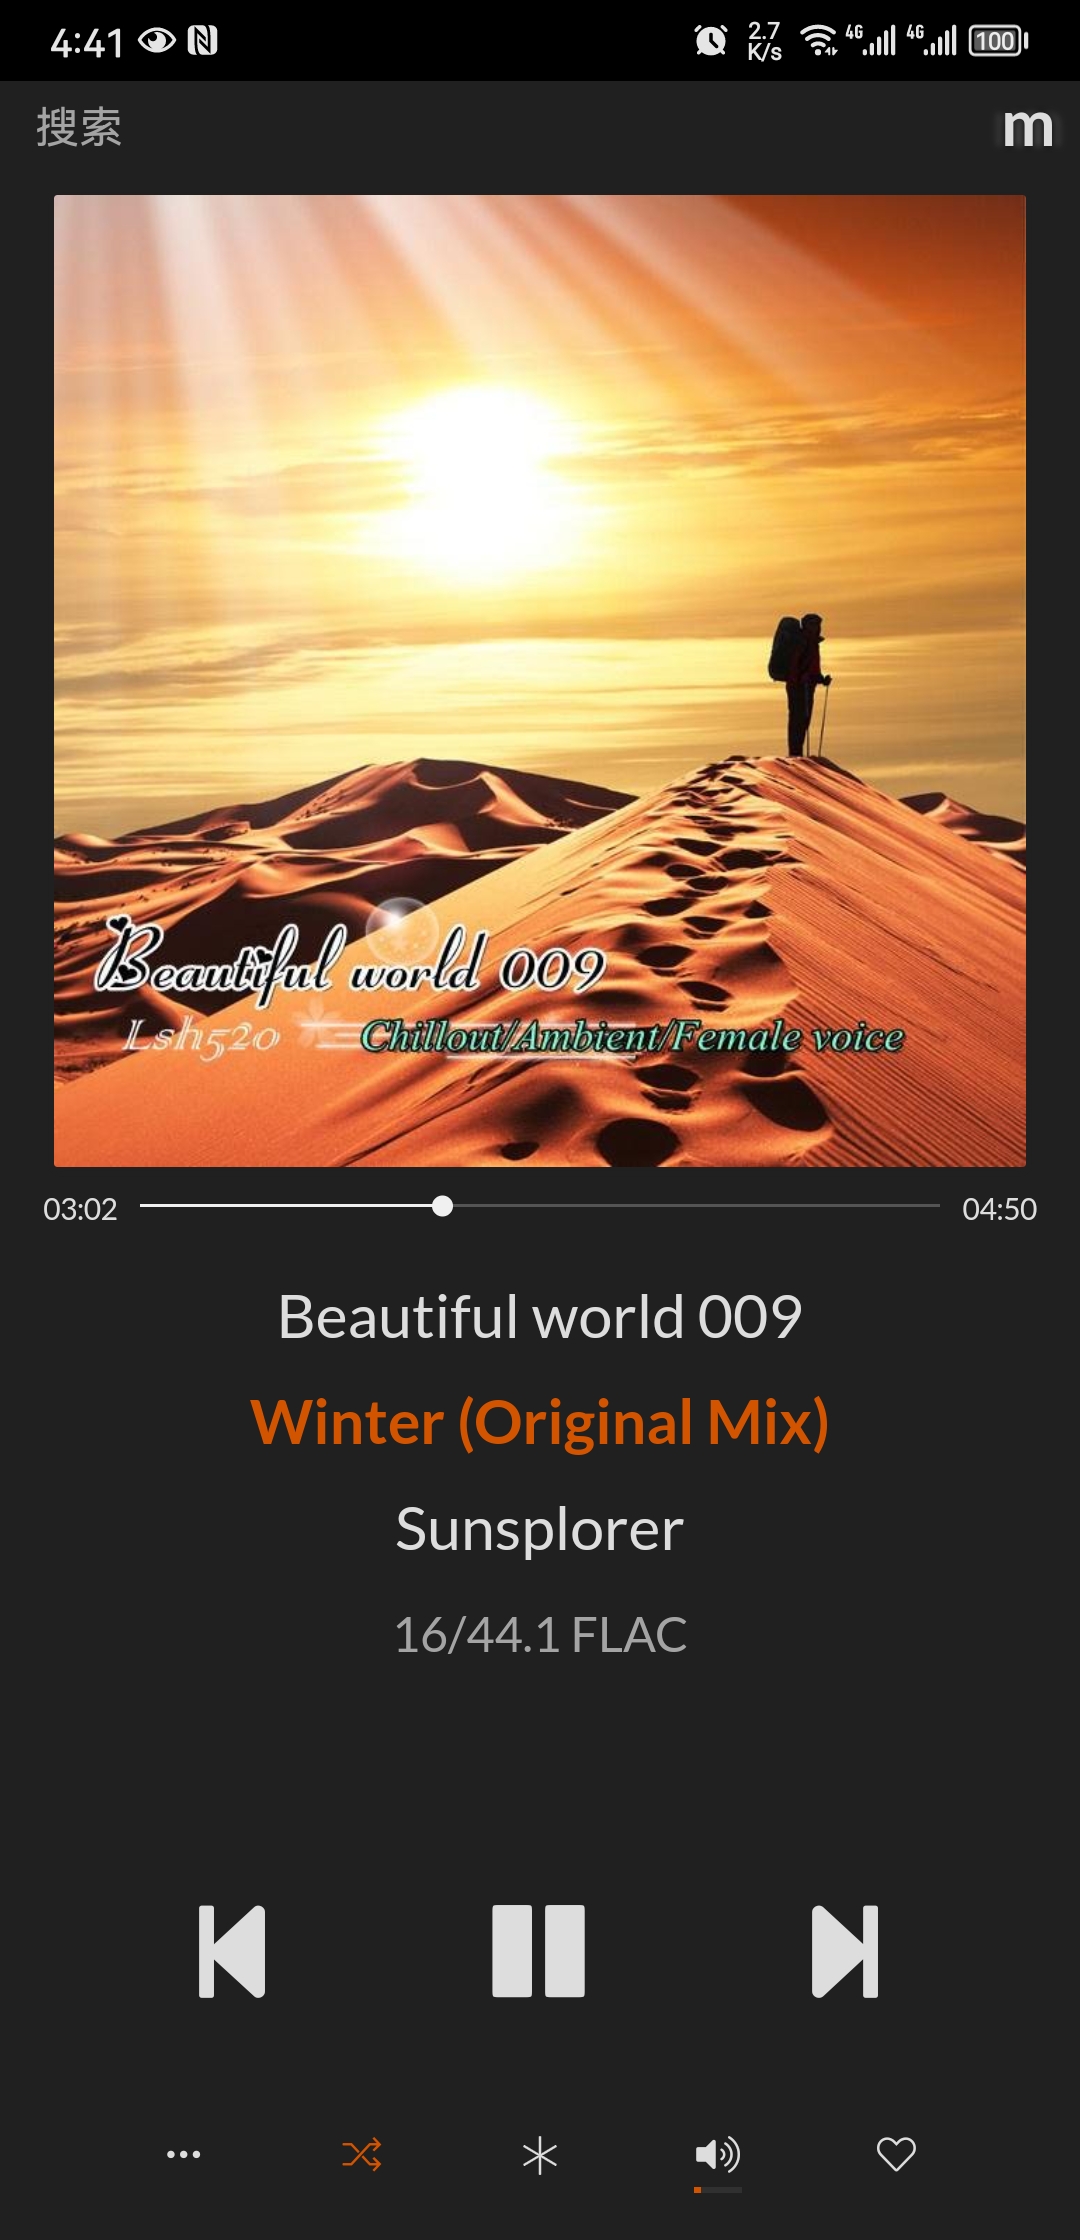 4:41 2.7 K/s 4G 4G 100
搜索 m
Beautiful world 009
Lsh520 Chillout/Ambient/Female voice
03:02 04:50
Beautiful world 009
Winter (Original Mix)
Sunsplorer
16/44.1 FLAC